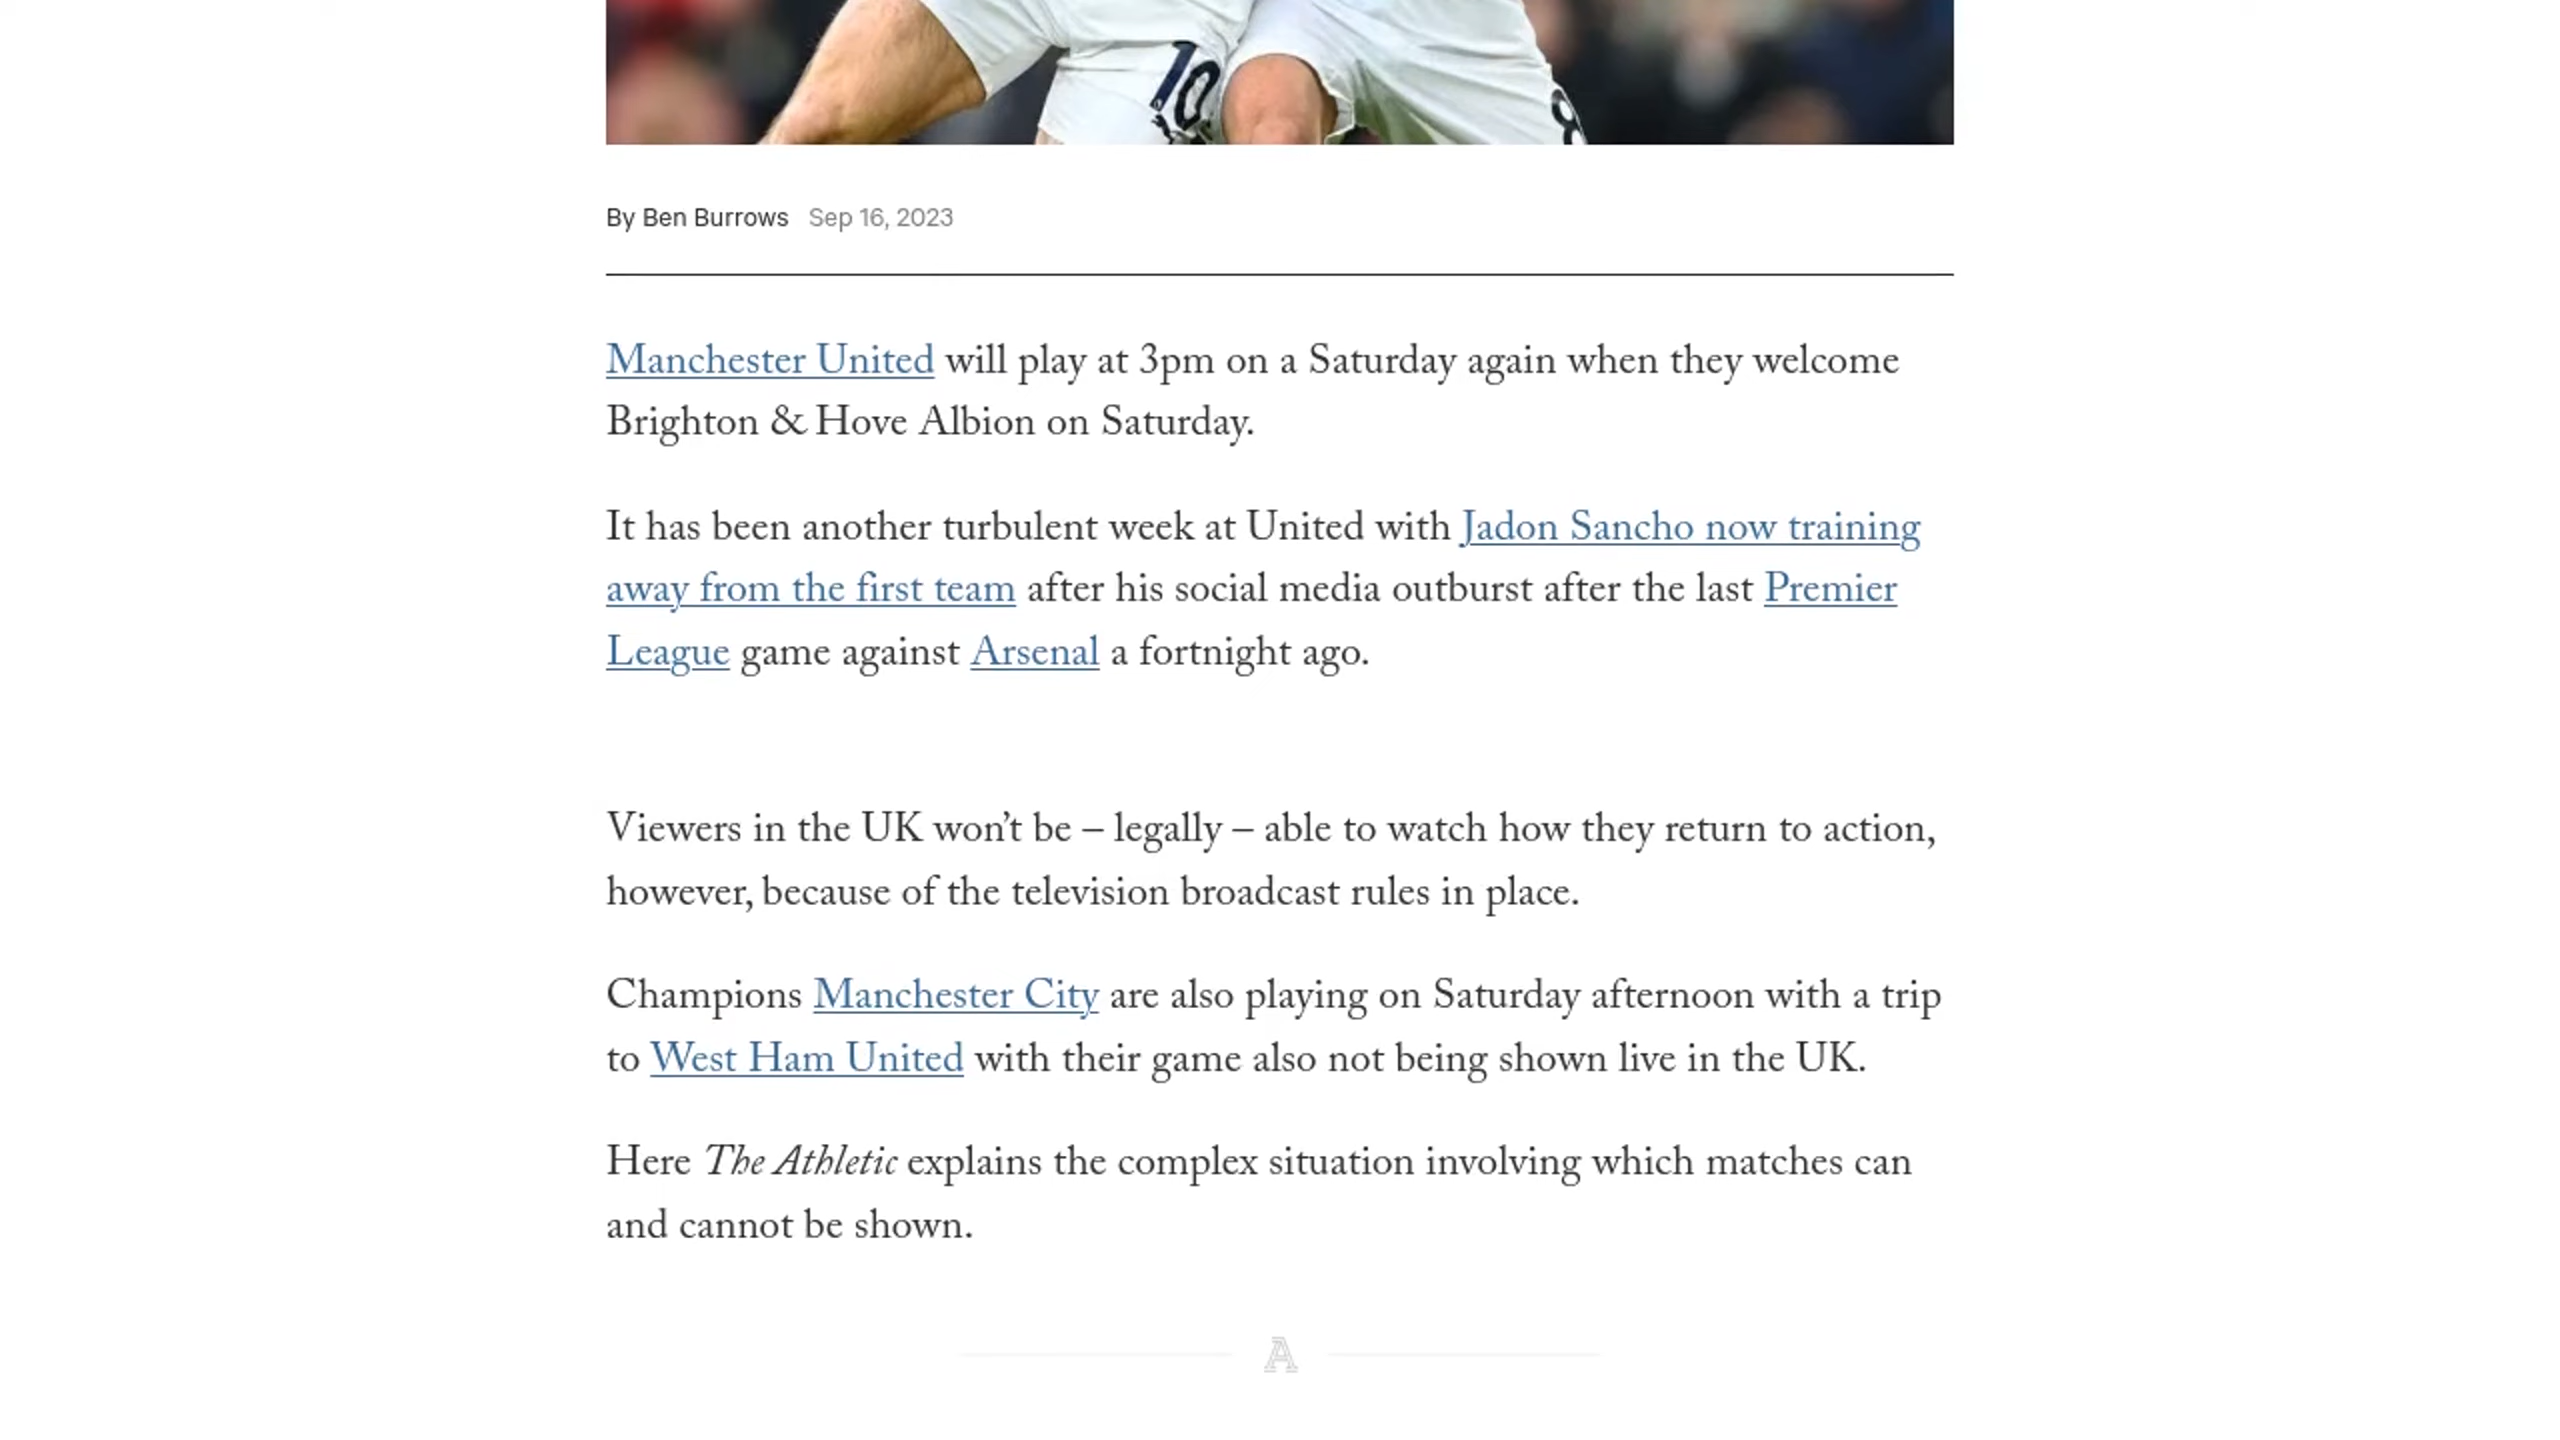 10
8
By Ben Burrows Sep 16, 2023
Manchester United will play at 3pm on a Saturday again when they welcome
Brighton & Hove Albion on Saturday.
It has been another turbulent week at United with Jadon Sancho now training
away from the first team after his social media outburst after the last Premier
League game against Arsenal a fortnight ago.
Viewers in the UK won’t be – legally – able to watch how they return to action,
however, because of the television broadcast rules in place.
Champions Manchester City are also playing on Saturday afternoon with a trip
to West Ham United with their game also not being shown live in the UK.
Here The Athletic explains the complex situation involving which matches can
and cannot be shown.
A